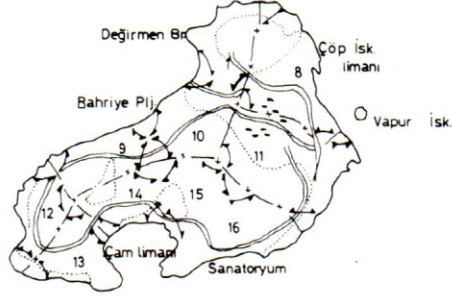 Değirmen Br.
Çöp İsk.
limanı
8
Bahriye Plj.
Vapur İsk.
10
9
11
14
15
12
16
Çam limanı
13
Sanatoryum